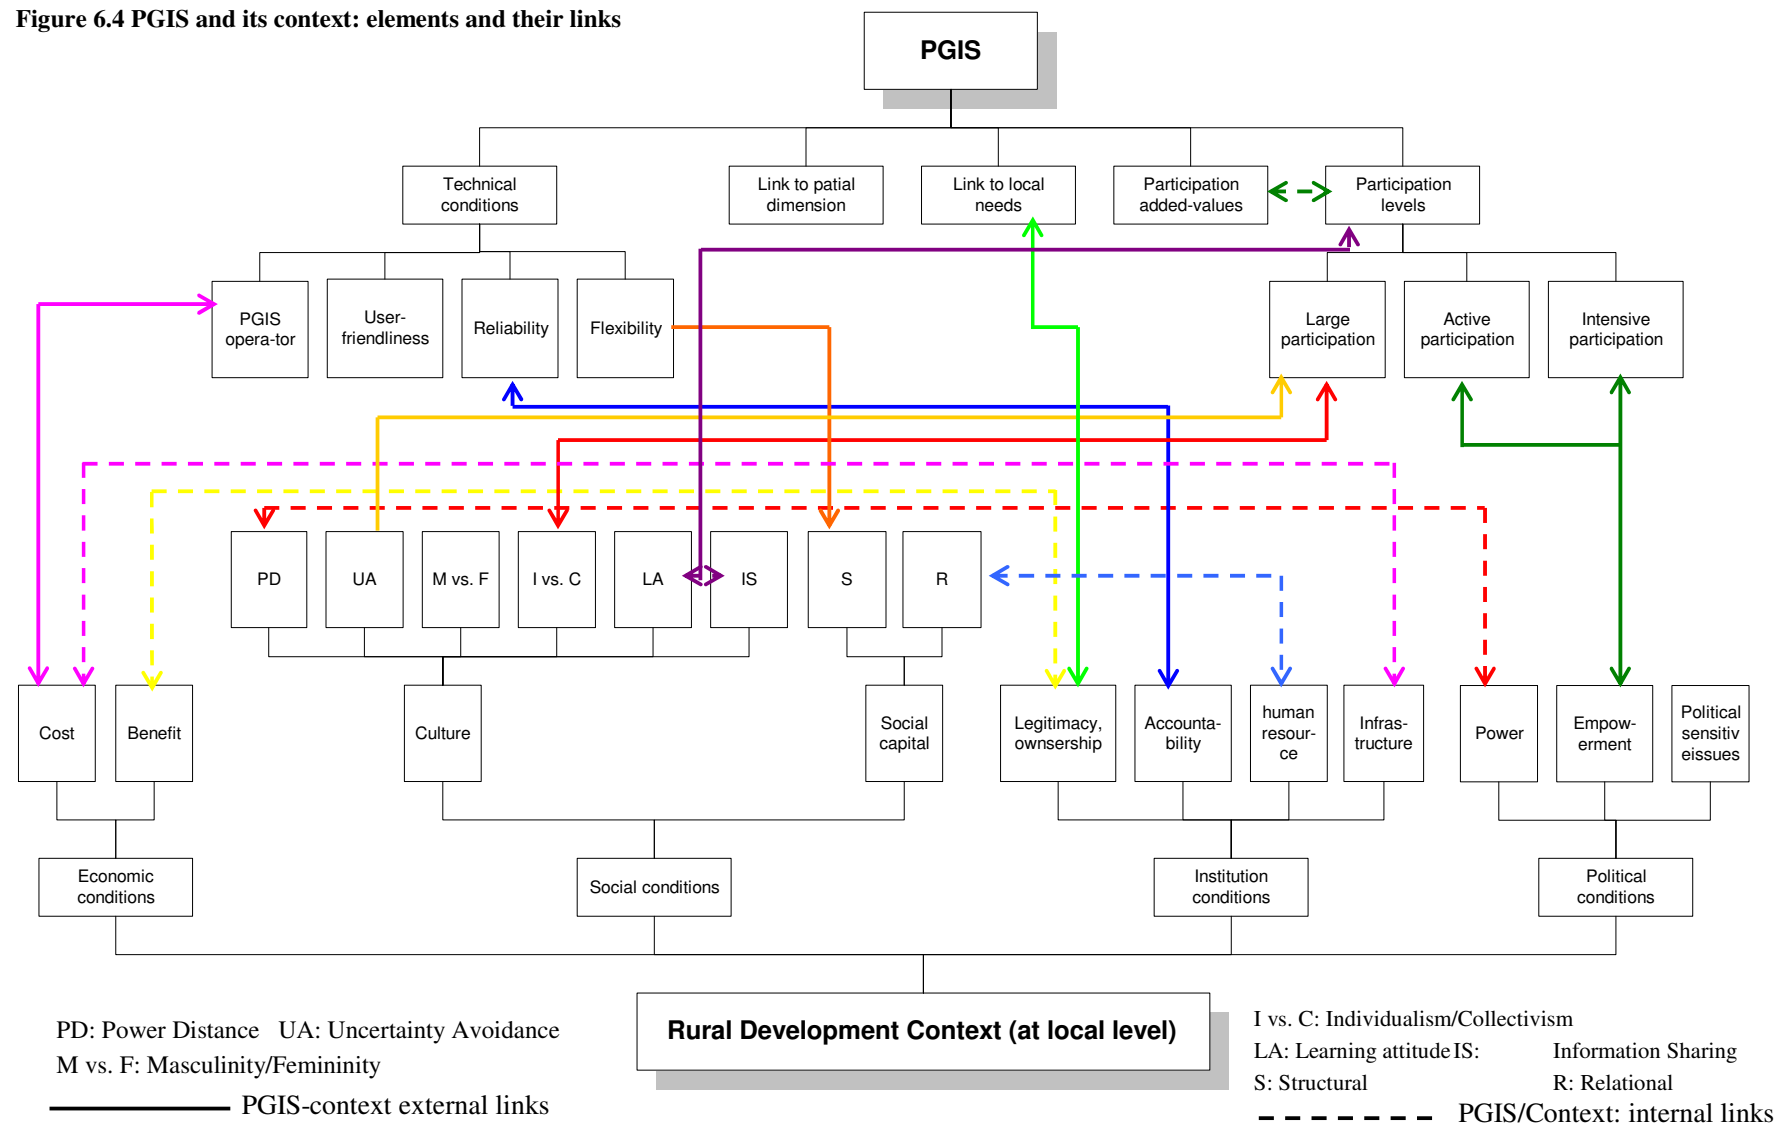 Figure 6.4 PGIS and its context: elements and their links
PGIS
Technical
conditions
Link to patial
dimension
Link to local
needs
Participation
added-values
Participation
levels
PGIS
opera-tor
User-
friendliness
Reliability
Flexibility
Large
participation
Active
participation
Intensive
participation
PD
UA
M vs. F
I vs. C
LA
IS
S
R
Cost
Benefit
Culture
Social
capital
Legitimacy,
ownsership
Accounta-
bility
human
resour-
ce
Infras-
tructure
Power
Empow-
erment
Political
sensitiv
eissues
Economic
conditions
Social conditions
Institution
conditions
Political
conditions
Rural Development Context (at local level)
PD: Power Distance UA: Uncertainty Avoidance
M vs. F: Masculinity/Femininity
PGIS-context external links
I vs. C: Individualism/Collectivism
LA: Learning attitude IS: Information Sharing
S: Structural R: Relational
PGIS/Context: internal links